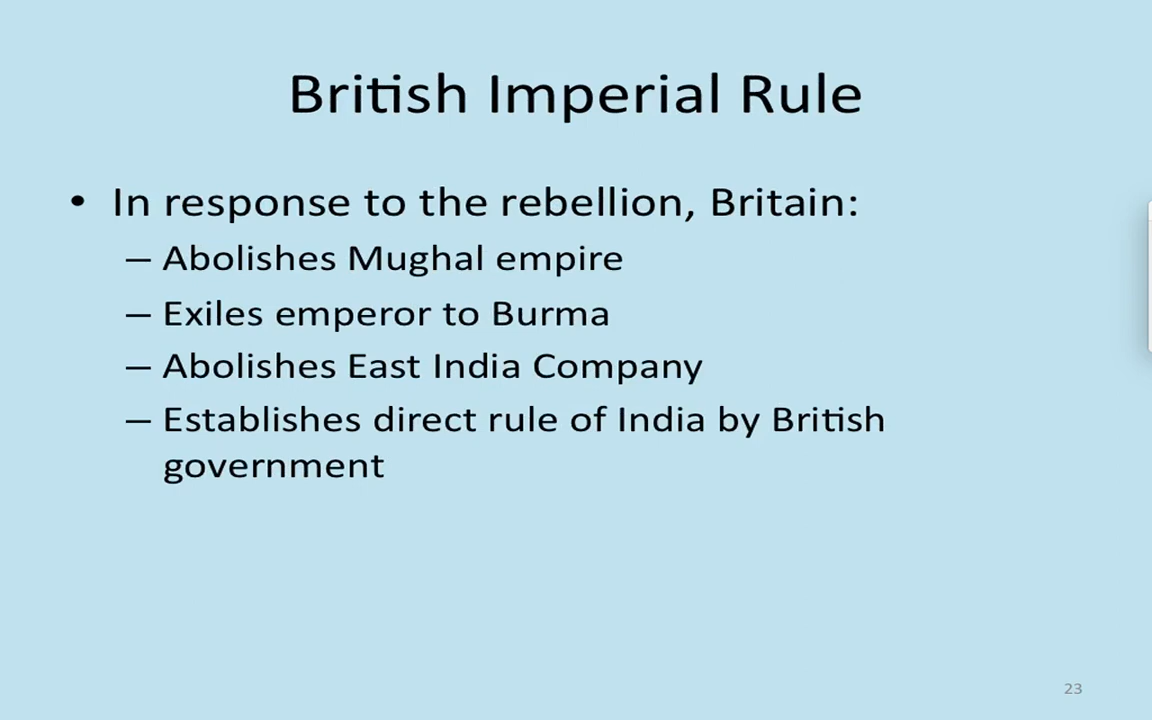 British Imperial Rule
• In response to the rebellion, Britain:
– Abolishes Mughal empire
– Exiles emperor to Burma
– Abolishes East India Company
– Establishes direct rule of India by British
government
23